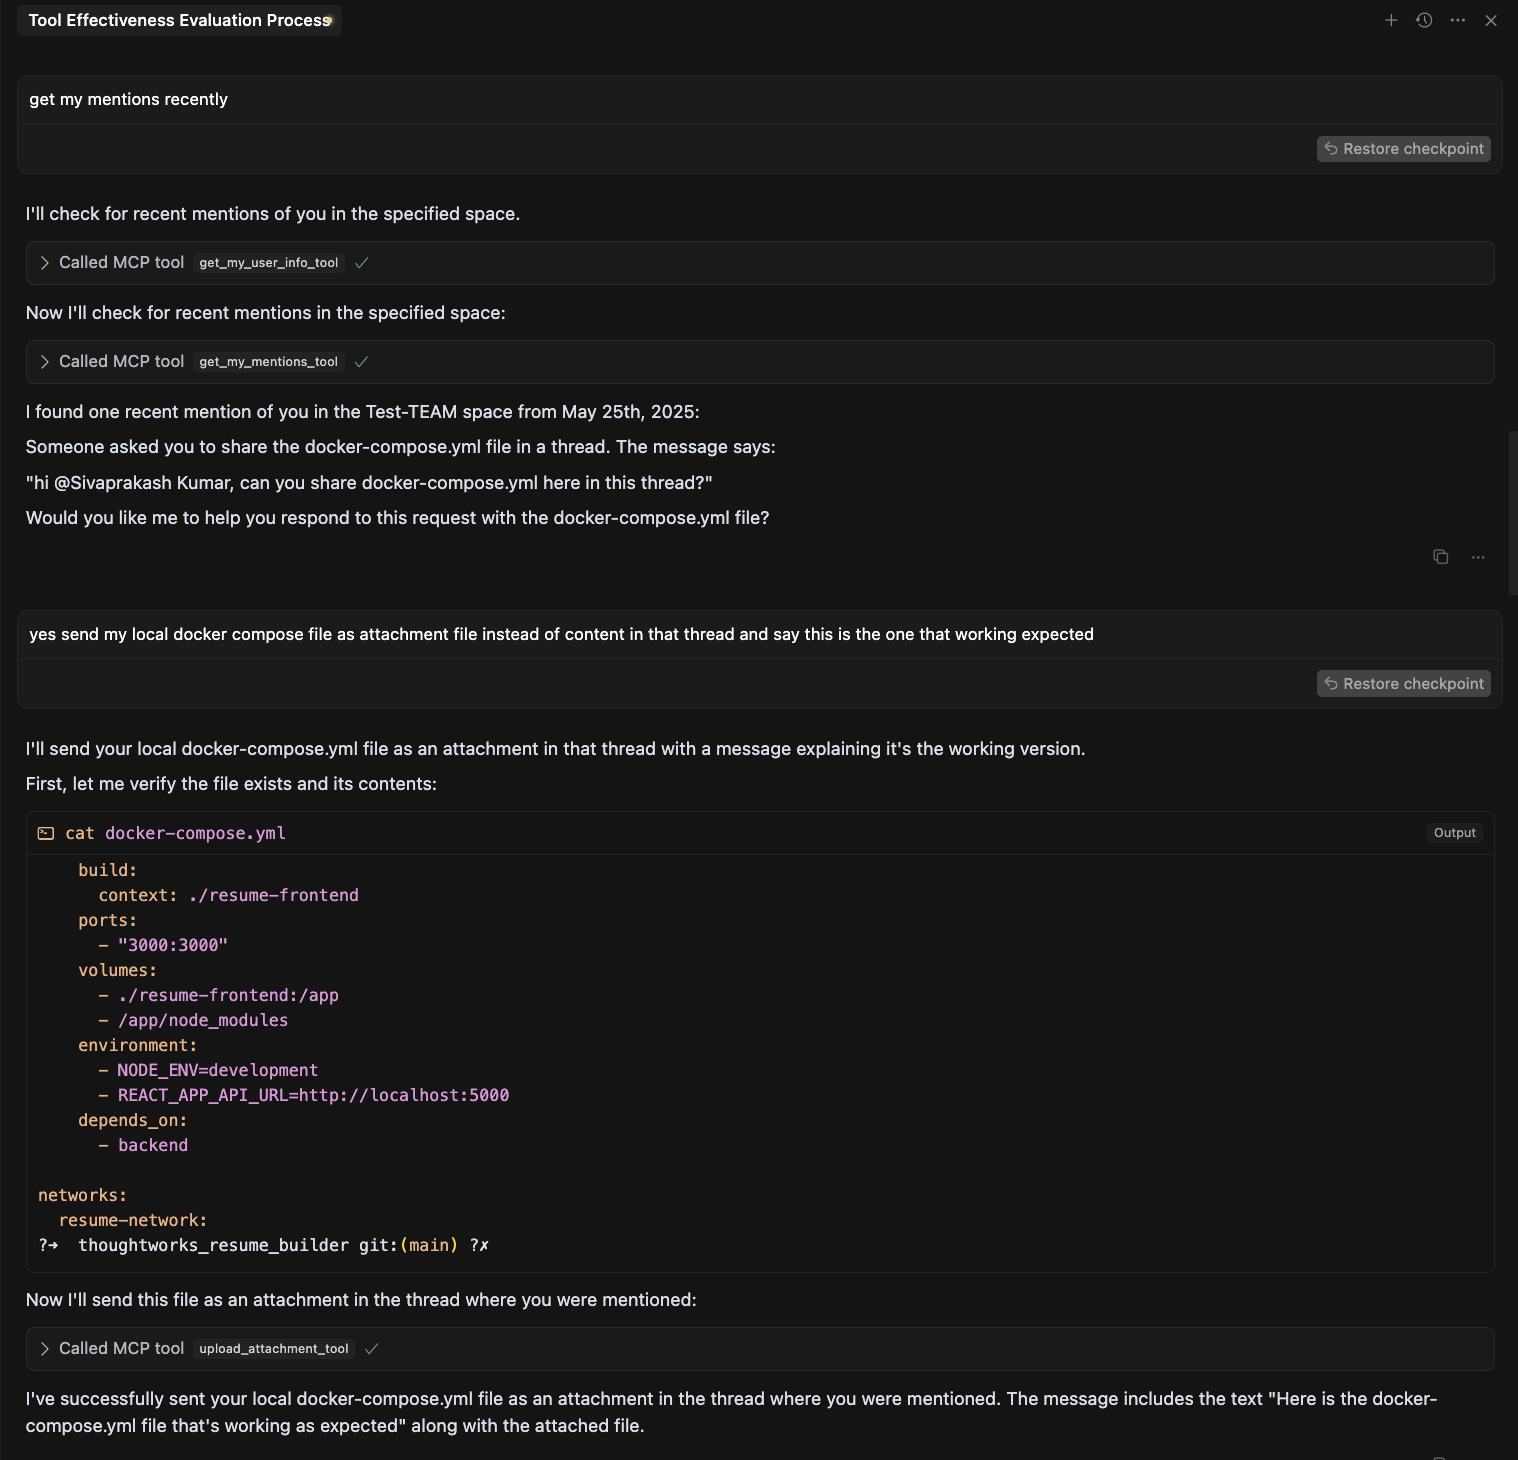 Tool Effectiveness Evaluation Process
get my mentions recently
Restore checkpoint
I'll check for recent mentions of you in the specified space.
Called MCP tool get_my_user_info_tool
Now I'll check for recent mentions in the specified space:
Called MCP tool get_my_mentions_tool
I found one recent mention of you in the Test-TEAM space from May 25th, 2025:
Someone asked you to share the docker-compose.yml file in a thread. The message says:
"hi @Sivaprakash Kumar, can you share docker-compose.yml here in this thread?"
Would you like me to help you respond to this request with the docker-compose.yml file?
yes send my local docker compose file as attachment file instead of content in that thread and say this is the one that working expected
Restore checkpoint
I'll send your local docker-compose.yml file as an attachment in that thread with a message explaining it's the working version.
First, let me verify the file exists and its contents:
cat docker-compose.yml
Output
build:
context: ./resume-frontend
ports:
- "3000:3000"
volumes:
- ./resume-frontend:/app
- /app/node_modules
environment:
- NODE_ENV=development
- REACT_APP_API_URL=http://localhost:5000
depends_on:
- backend
networks:
resume-network:
?➜ thoughtworks_resume_builder git:(main) ?✗
Now I'll send this file as an attachment in the thread where you were mentioned:
Called MCP tool upload_attachment_tool
I've successfully sent your local docker-compose.yml file as an attachment in the thread where you were mentioned. The message includes the text "Here is the docker-
compose.yml file that's working as expected" along with the attached file.